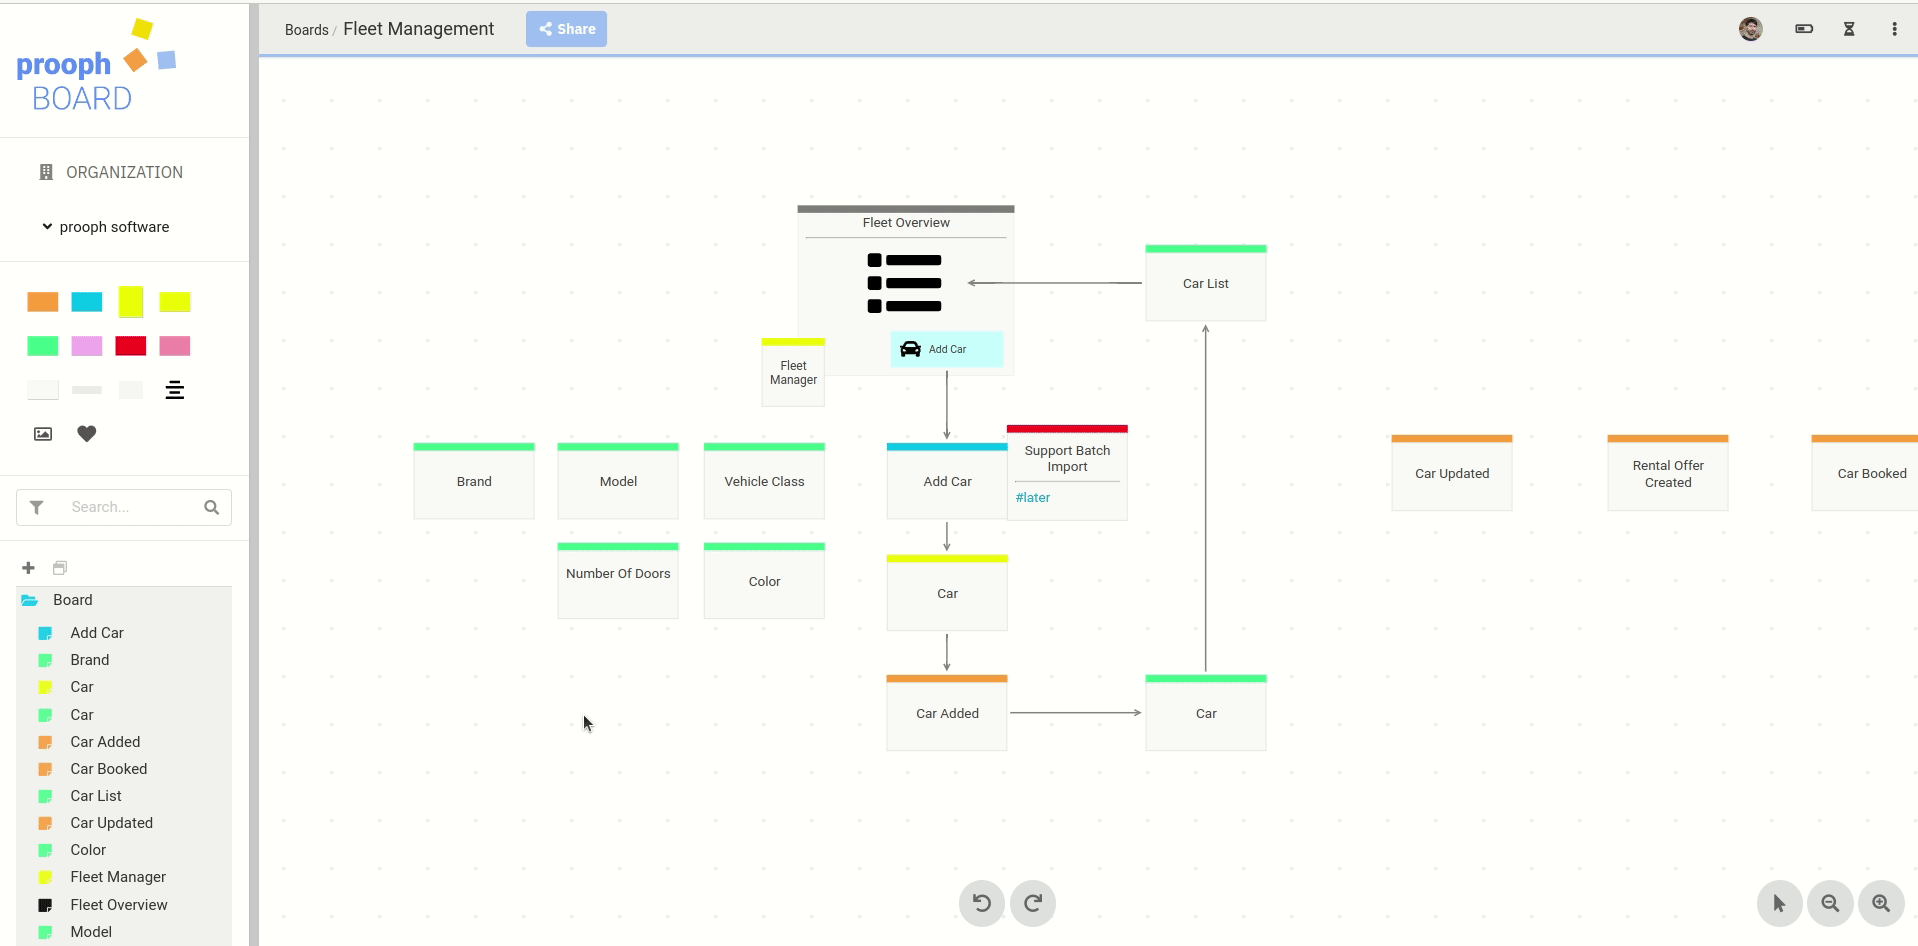 prooph
BOARD
ORGANIZATION
prooph software
Search...
Board
Add Car
Brand
Car
Car
Car Added
Car Booked
Car List
Car Updated
Color
Fleet Manager
Fleet Overview
Model
Boards / Fleet Management
Share
Fleet Overview
Add Car
Fleet
Manager
Car List
Brand
Model
Vehicle Class
Add Car
Support Batch
Import
#later
Car Updated
Rental Offer
Created
Car Booked
Number Of Doors
Color
Car
Car Added
Car